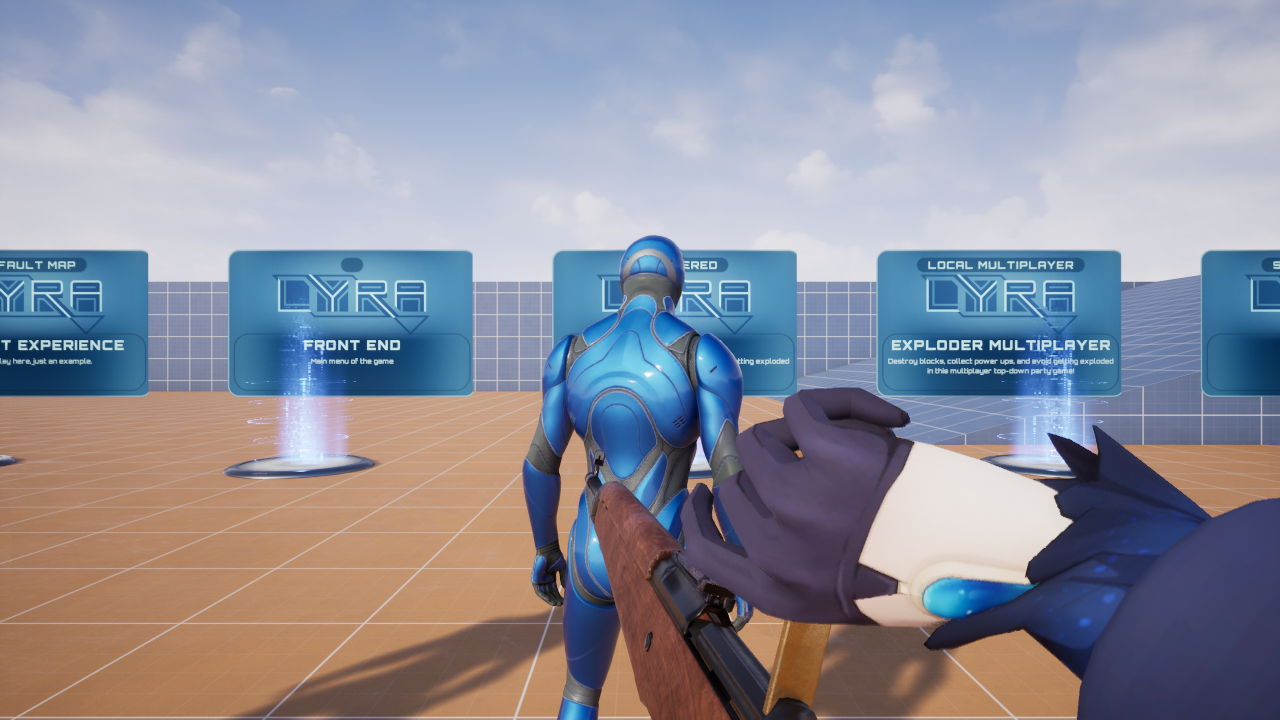 FAULT MAP
YRA
T EXPERIENCE
lay here, just an example.
LYRA
FRONT END
Main menu of the game
ERED
RA
tting exploded
LOCAL MULTIPLAYER
LYRA
EXPLODER MULTIPLAYER
Destroy blocks, collect power ups, and avoid getting exploded
in this multiplayer top-down party game!
S
L